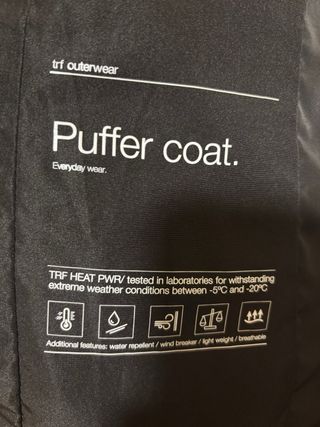 trf outerwear
Puffer coat.
Everyday wear.
TRF HEAT PWR/ tested in laboratories for withstanding
extreme weather conditions between -5ºC and -20ºC
Additional features: water repellent / wind breaker / light weight / breathable